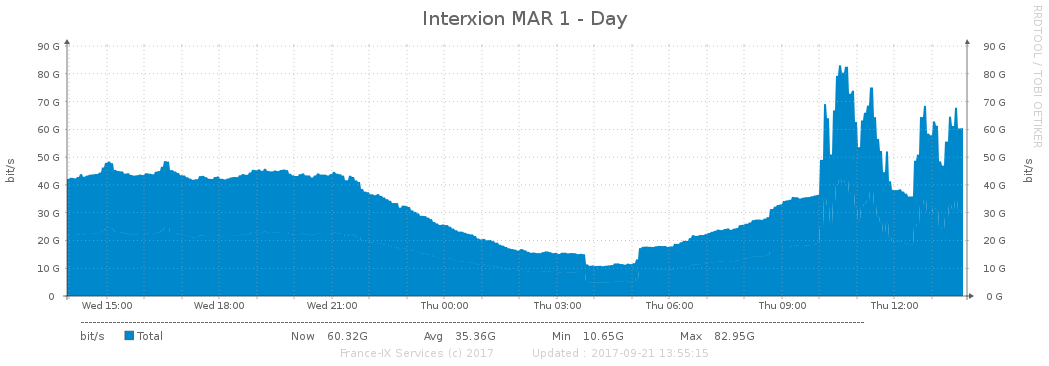 Interxion MAR 1 - Day
RRDTOOL / TOBI OETIKER
90 G 90 G
80 G 80 G
70 G 70 G
60 G 60 G
50 G 50 G
40 G 40 G
30 G 30 G
20 G 20 G
10 G 10 G
0 0 G
bit/s
bit/s
Wed 15:00 Wed 18:00 Wed 21:00 Thu 00:00 Thu 03:00 Thu 06:00 Thu 09:00 Thu 12:00
bit/s Total Now 60.32G Avg 35.36G Min 10.65G Max 82.95G
France-IX Services (c) 2017 Updated : 2017-09-21 13:55:15